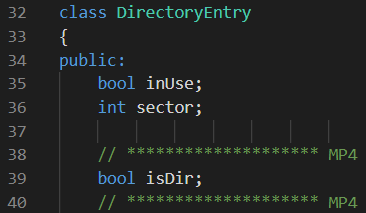 32 class DirectoryEntry
33 {
34 public:
35     bool inUse;
36     int sector;
37
38     // ******************** MP4
39     bool isDir;
40     // ******************** MP4